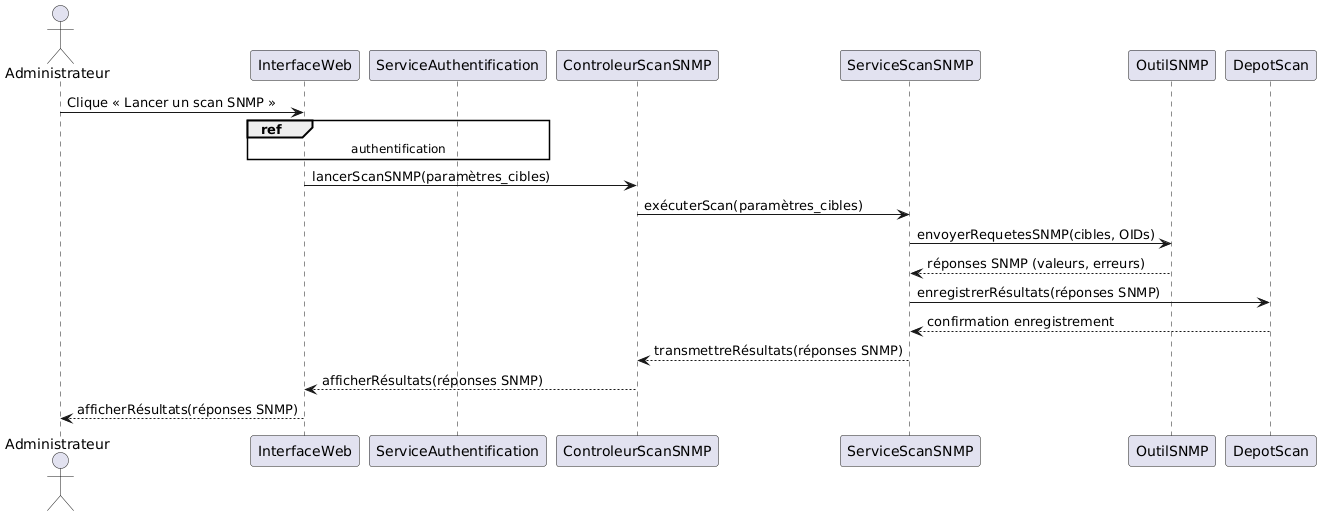 Administrateur
InterfaceWeb
ServiceAuthentification
ControleurScanSNMP
ServiceScanSNMP
OutilSNMP
DepotScan
Clique « Lancer un scan SNMP »
ref
authentification
lancerScanSNMP(paramètres_cibles)
exécuterScan(paramètres_cibles)
envoyerRequetesSNMP(cibles, OIDs)
réponses SNMP (valeurs, erreurs)
enregistrerRésultats(réponses SNMP)
confirmation enregistrement
transmettreRésultats(réponses SNMP)
afficherRésultats(réponses SNMP)
afficherRésultats(réponses SNMP)
Administrateur
InterfaceWeb
ServiceAuthentification
ControleurScanSNMP
ServiceScanSNMP
OutilSNMP
DepotScan